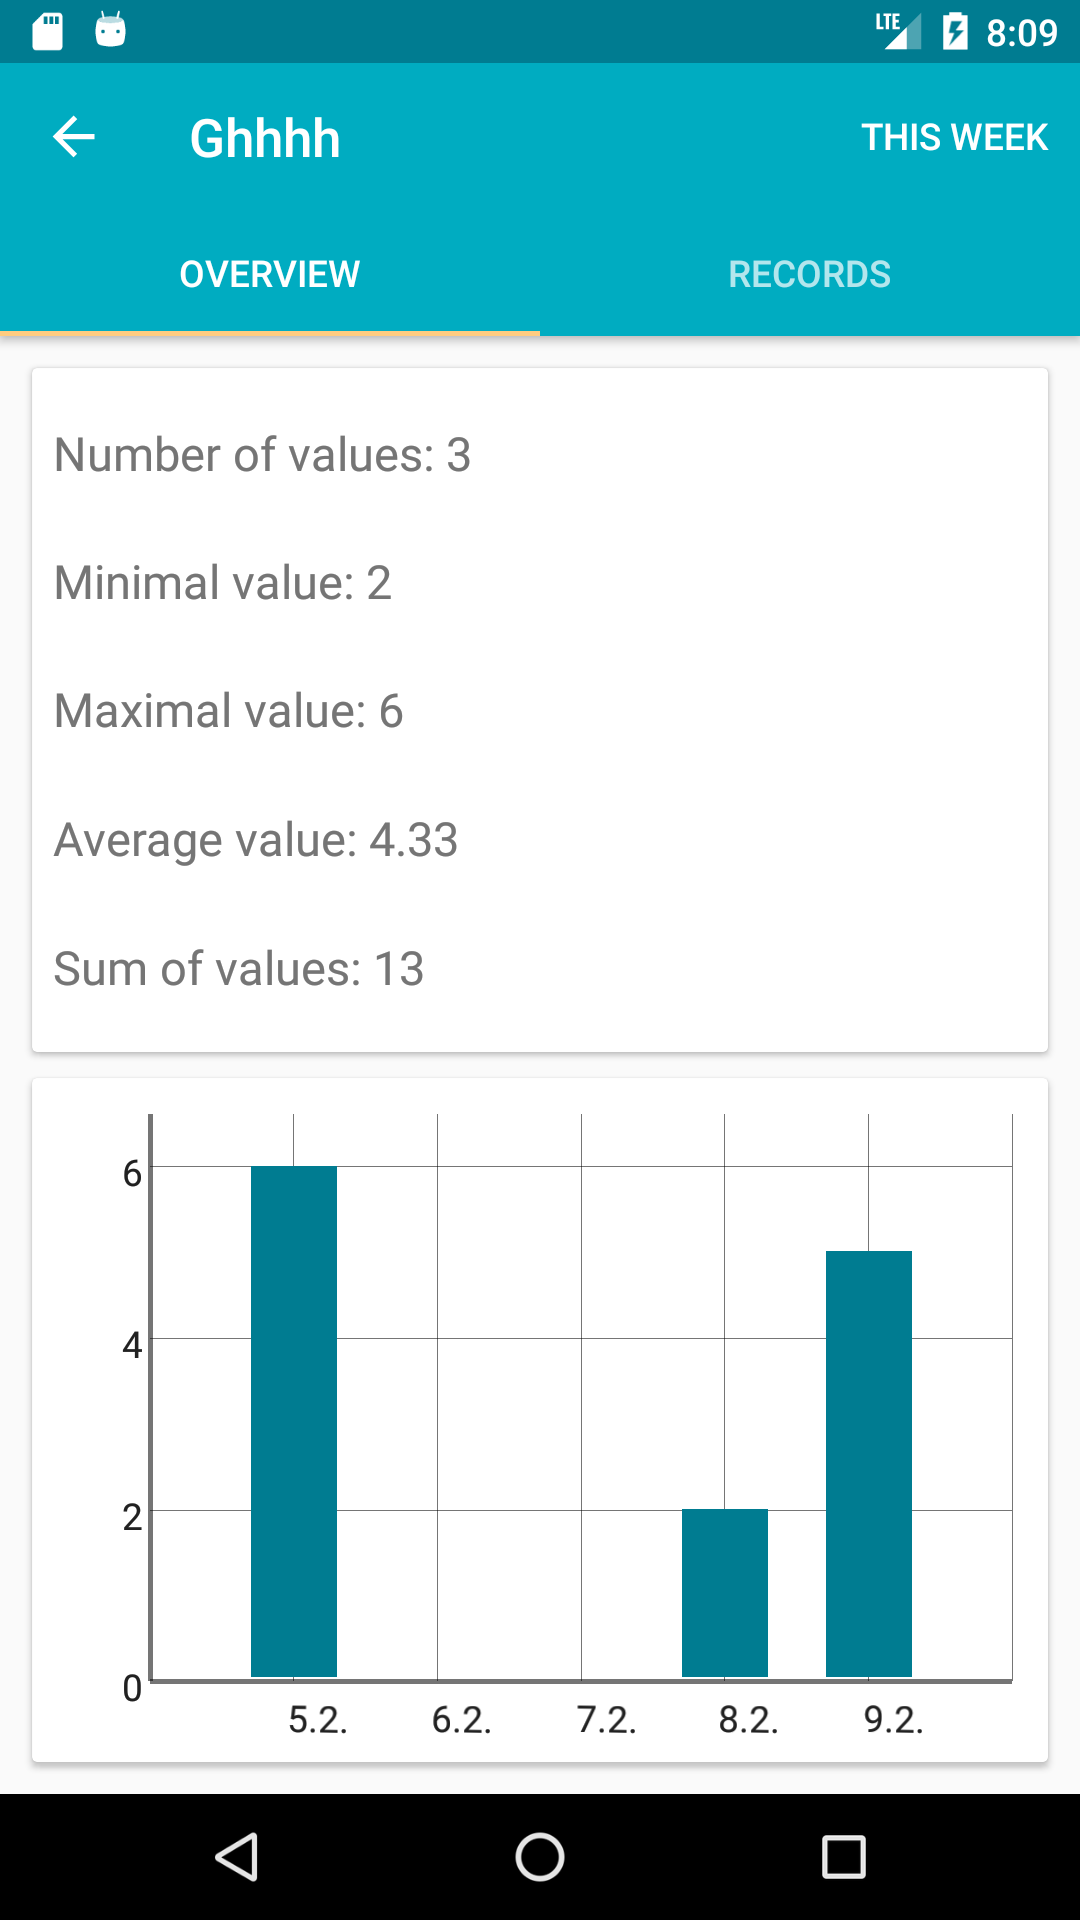 LTE 8:09
Ghhhh THIS WEEK
OVERVIEW RECORDS
Number of values: 3
Minimal value: 2
Maximal value: 6
Average value: 4.33
Sum of values: 13
6
4
2
0
5.2. 6.2. 7.2. 8.2. 9.2.